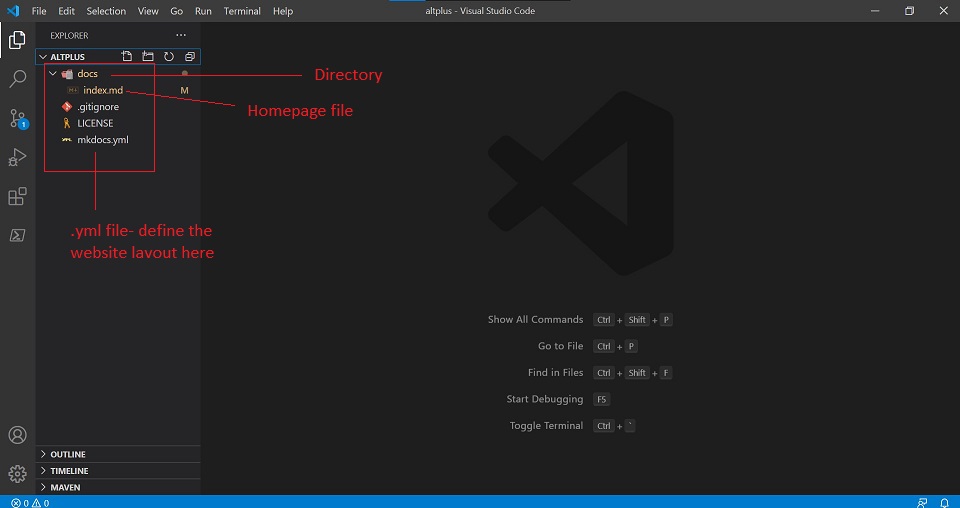 File Edit Selection View Go Run Terminal Help
altplus - Visual Studio Code
EXPLORER
ALTPLUS
docs
Directory
index.md M
Homepage file
.gitignore
1
LICENSE
mkdocs.yml
.yml file- define the
website lavout here
Show All Commands Ctrl + Shift + P
Go to File Ctrl + P
Find in Files Ctrl + Shift + F
Start Debugging F5
Toggle Terminal Ctrl + `
OUTLINE
TIMELINE
MAVEN
0 0